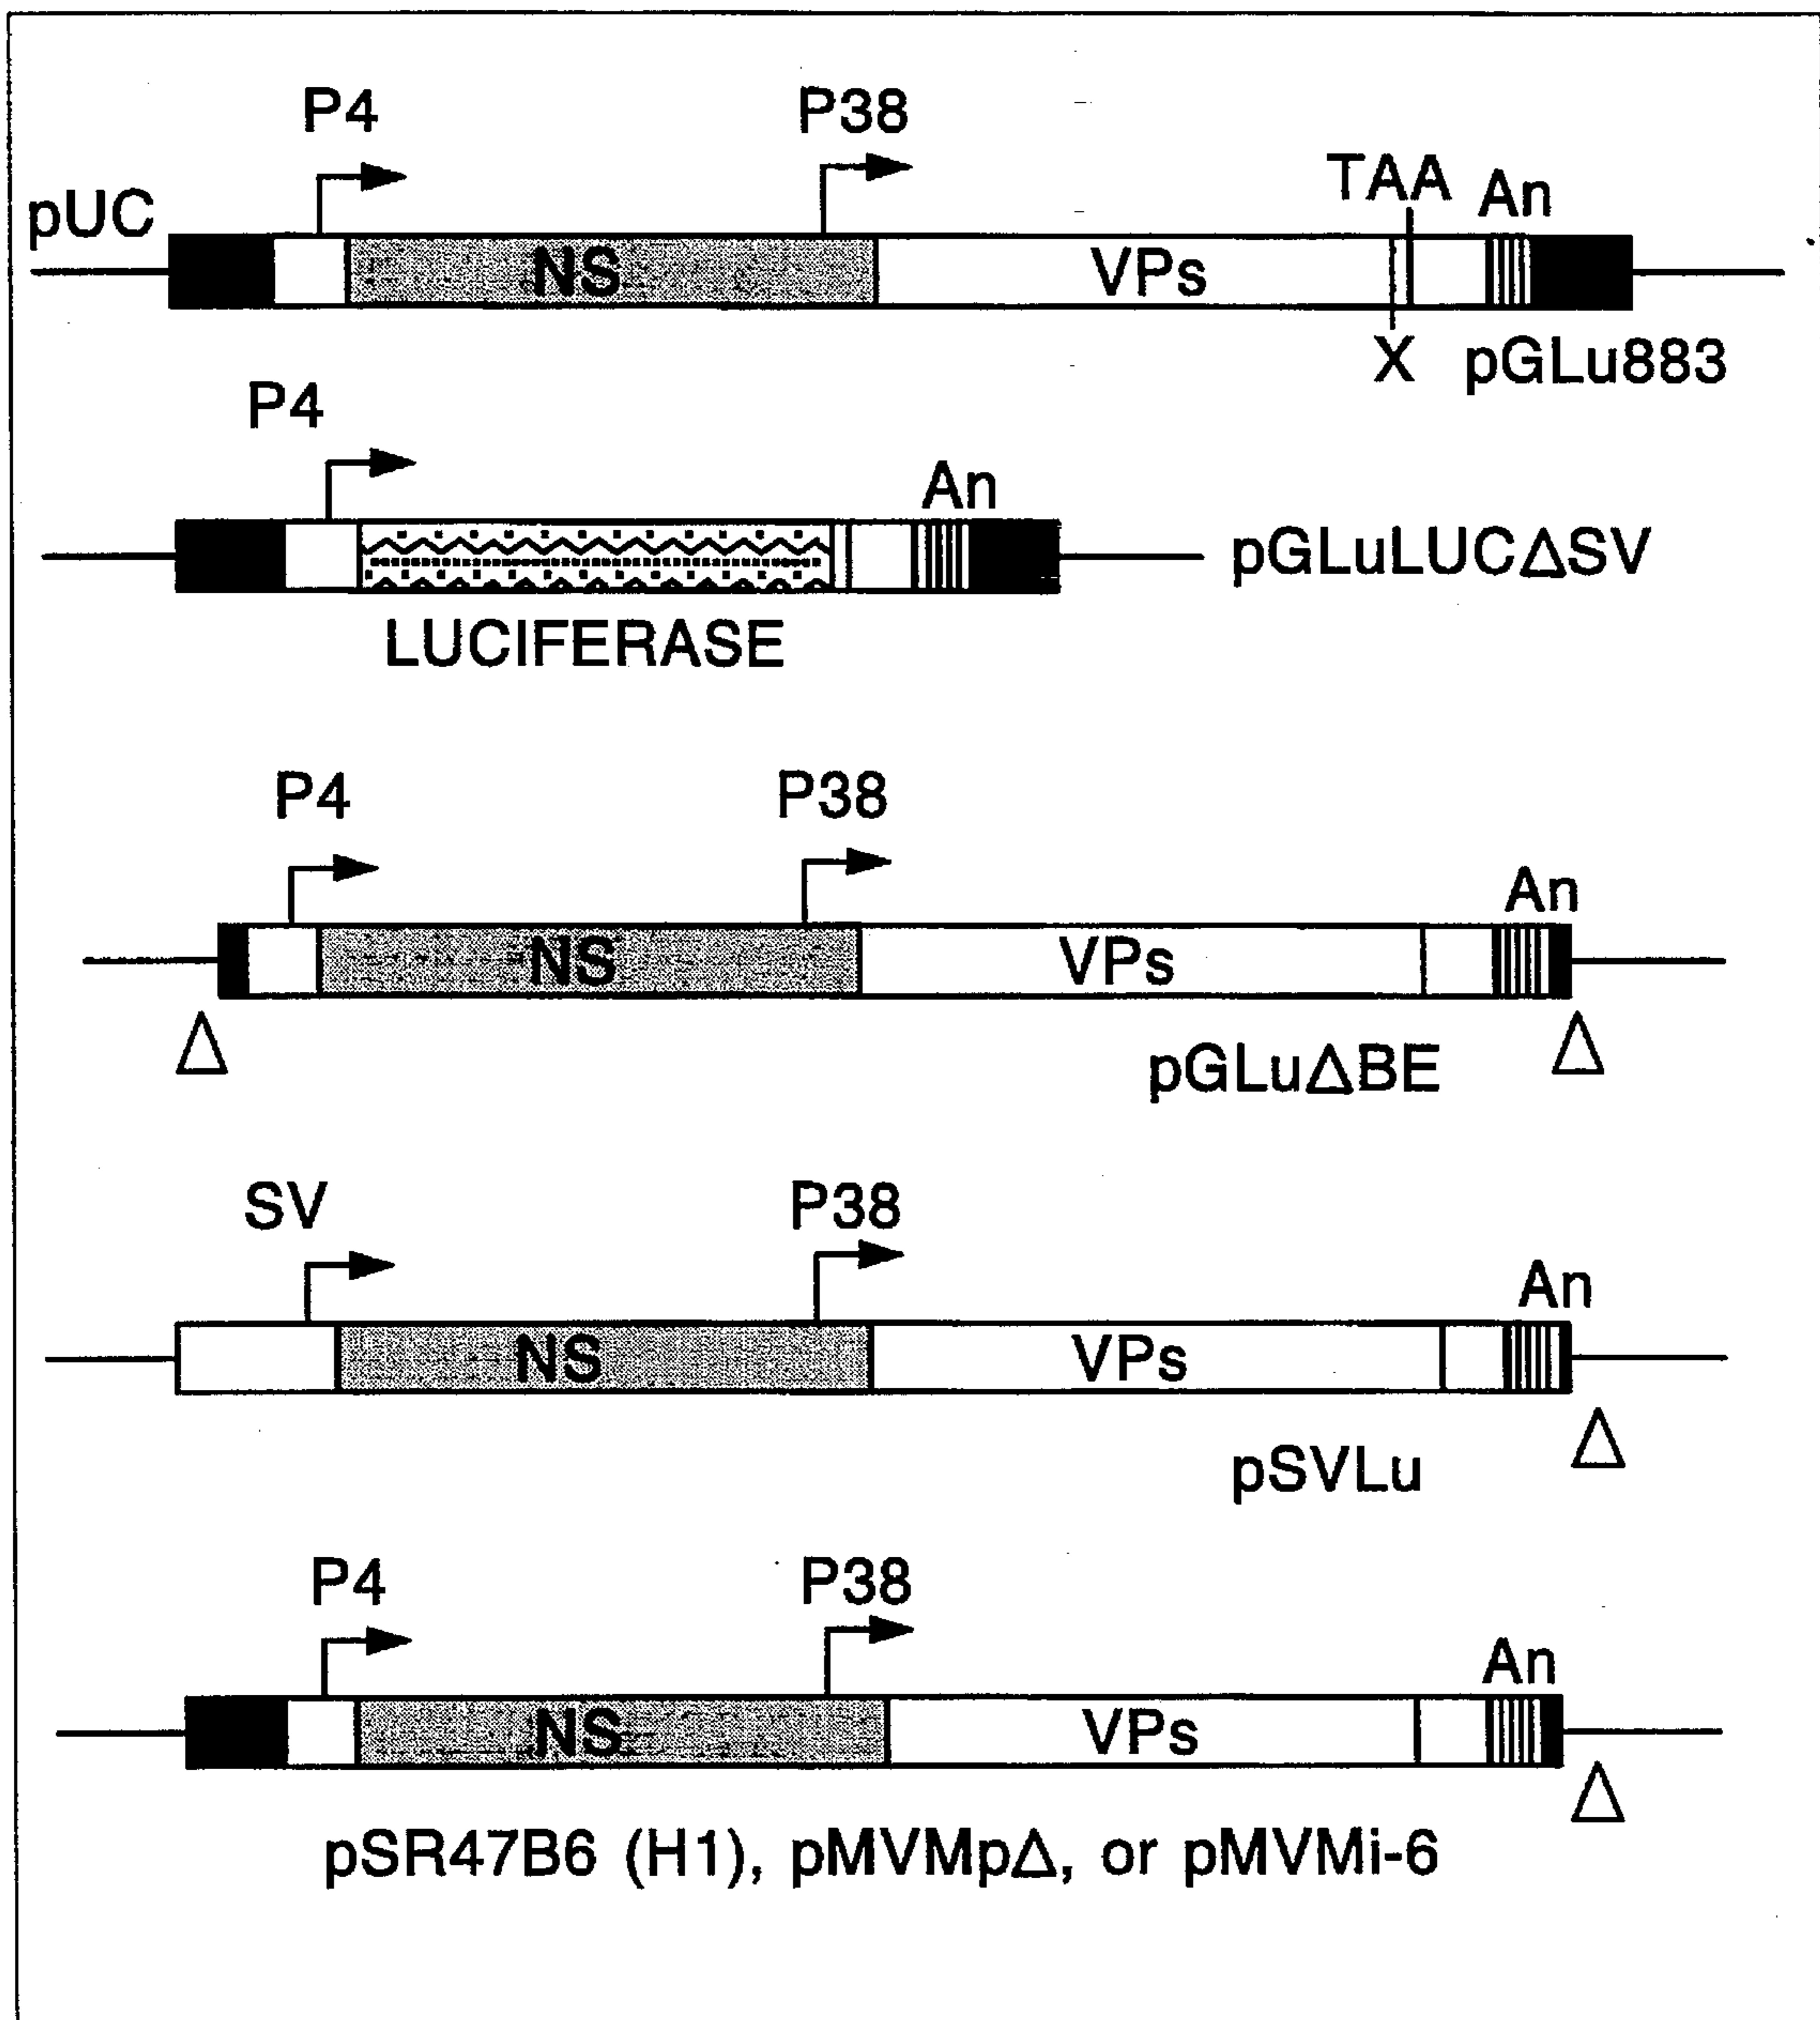 P4 P38
pUC TAA An
NS VPs
X pGLu883
P4
An
pGLuLUCΔSV
LUCIFERASE
P4 P38
An
NS VPs
Δ Δ
pGLuΔBE
SV P38
An
NS VPs
Δ
pSVLu
P4 P38
An
NS VPs
Δ
pSR47B6 (H1), pMVMpΔ, or pMVMi-6